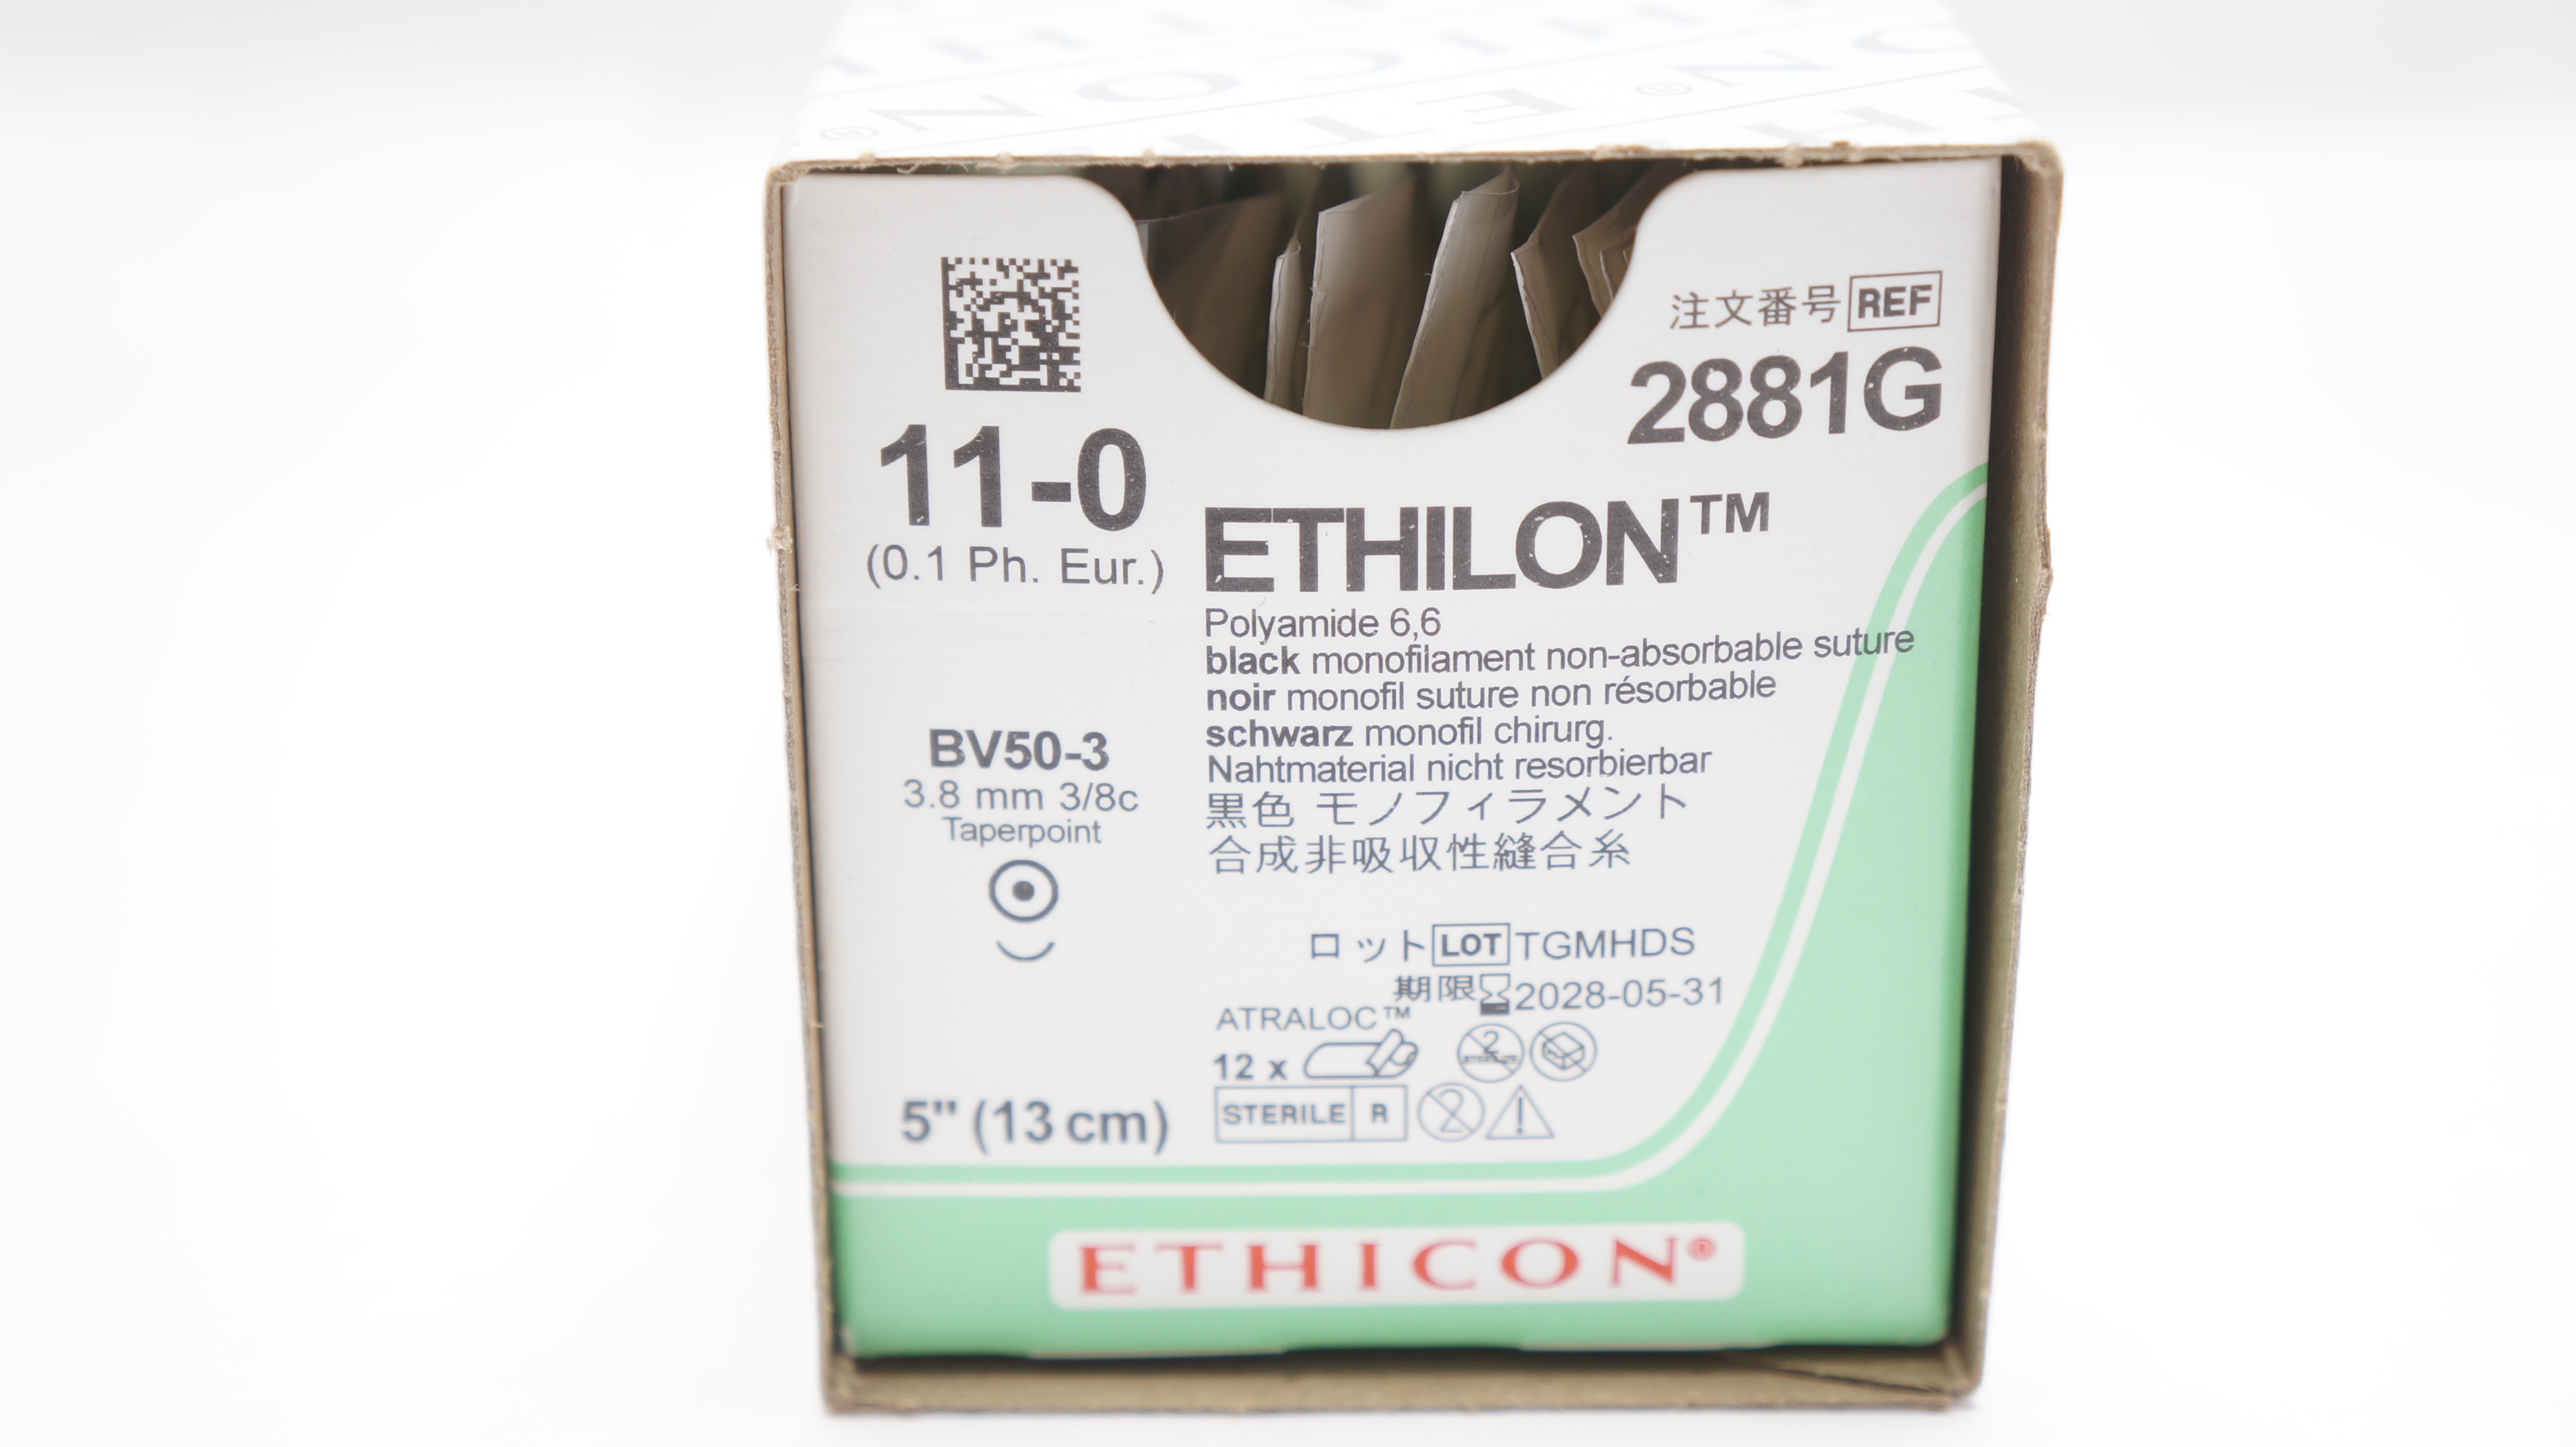 ETHICON®
注文番号 REF
2881G
11-0
(0.1 Ph. Eur.)
ETHILON™
Polyamide 6,6
black monofilament non-absorbable suture
noir monofil suture non résorbable
schwarz monofil chirurg.
Nahtmaterial nicht resorbierbar
黒色 モノフィラメント
合成非吸収性縫合糸
BV50-3
3.8 mm 3/8c
Taperpoint
ロット LOT TGMHDS
期限 2028-05-31
ATRALOC™
12 x
2
STERILE R
2
5" (13 cm)
ETHICON®